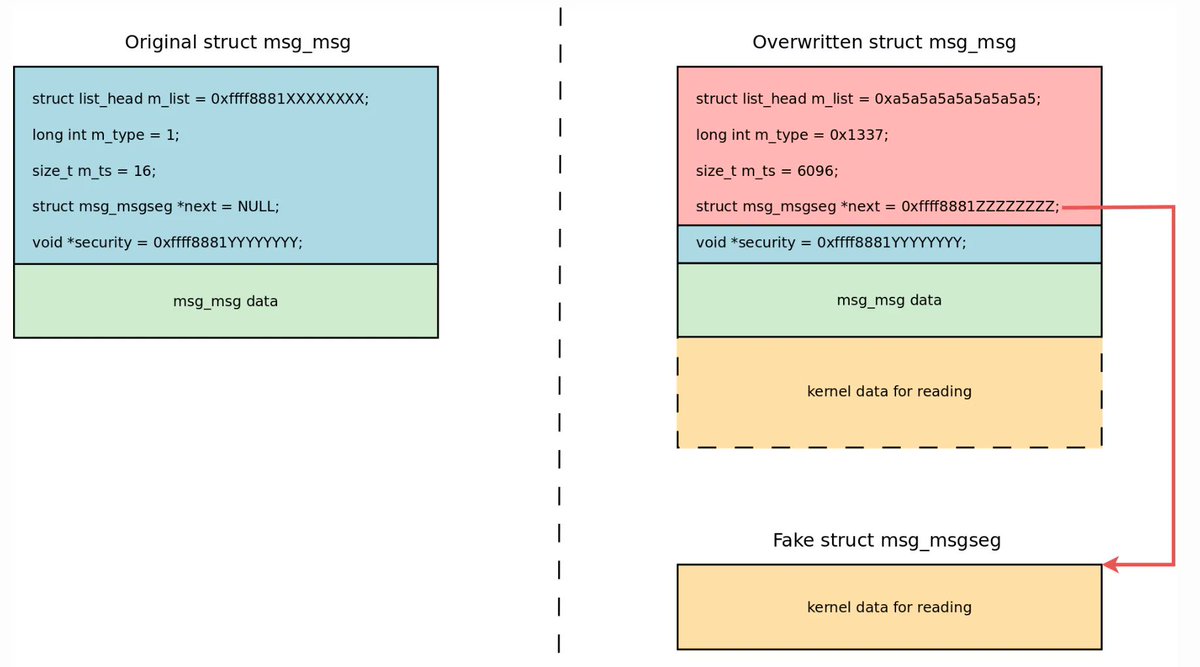 Original struct msg_msg
struct list_head m_list = 0xffff8881XXXXXXXX;
long int m_type = 1;
size_t m_ts = 16;
struct msg_msgseg *next = NULL;
void *security = 0xffff8881YYYYYYYY;
msg_msg data
Overwritten struct msg_msg
struct list_head m_list = 0xa5a5a5a5a5a5a5a5;
long int m_type = 0x1337;
size_t m_ts = 6096;
struct msg_msgseg *next = 0xffff8881ZZZZZZZZ;
void *security = 0xffff8881YYYYYYYY;
msg_msg data
kernel data for reading
Fake struct msg_msgseg
kernel data for reading